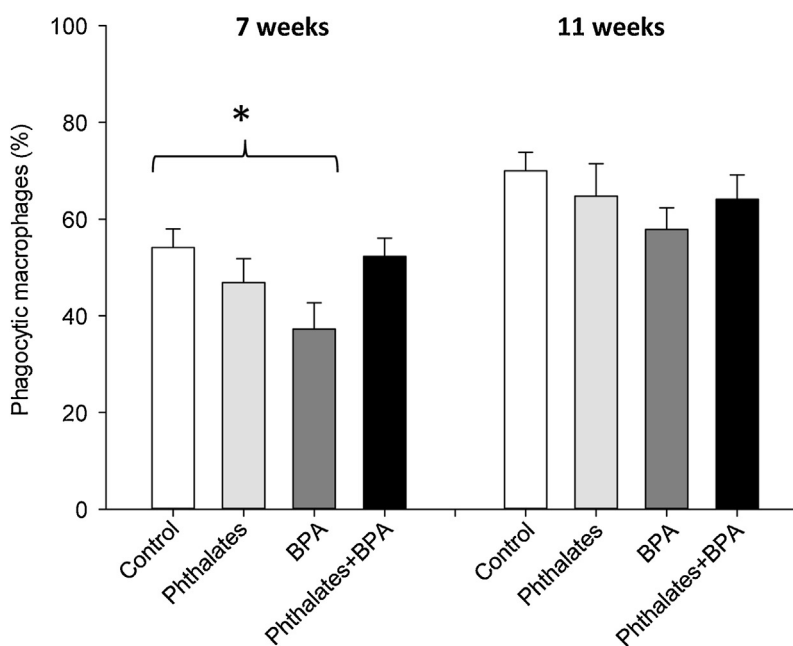 7 weeks
11 weeks
*
Phagocytic macrophages (%)
100
80
60
40
20
0
Control
Phthalates
BPA
Phthalates+BPA
Control
Phthalates
BPA
Phthalates+BPA